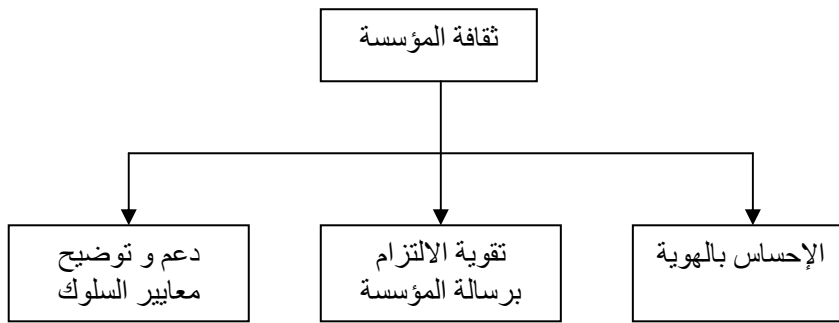 ثقافة المؤسسة
الإحساس بالهوية
تقوية الالتزام
برسالة المؤسسة
دعم و توضيح
معايير السلوك